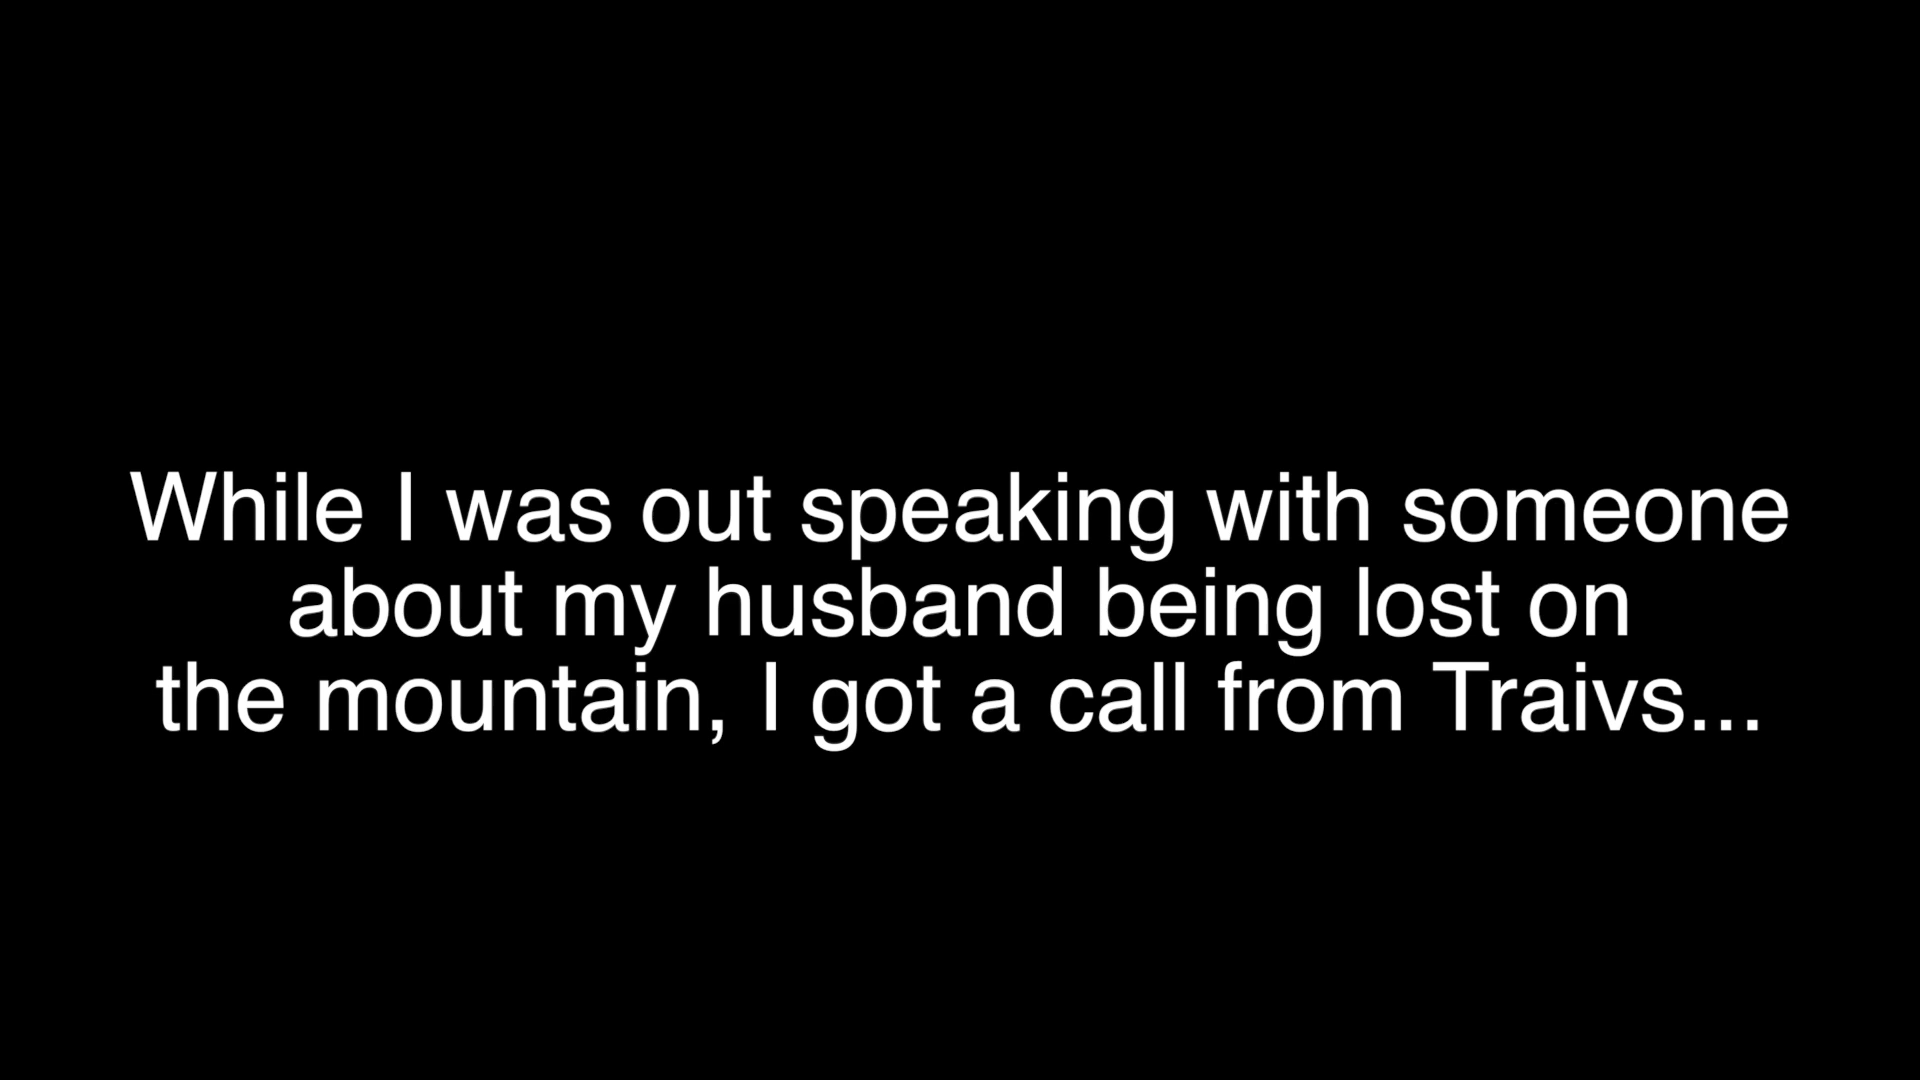 While I was out speaking with someone
about my husband being lost on
the mountain, I got a call from Traivs...